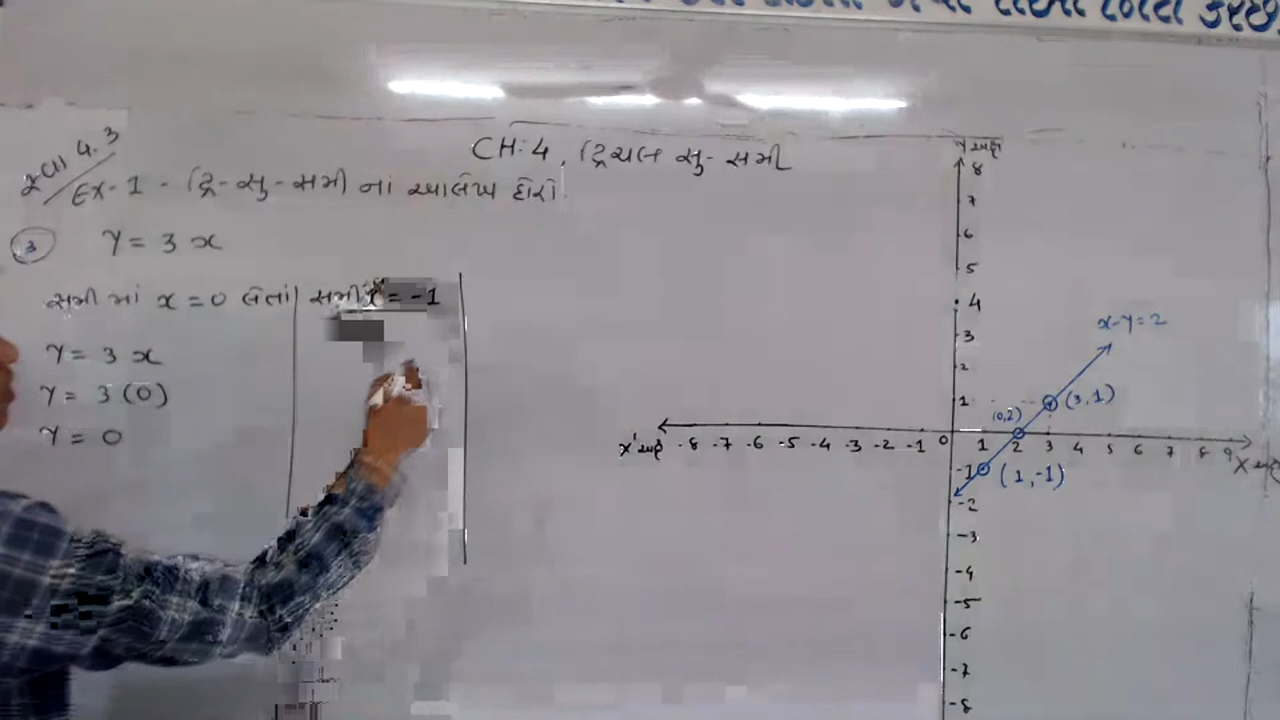 CH:4, દ્વિચલ સુ-સમી
સ્વા 4.3
Ex-1 - દ્વિ-સુ-સમી નાં આલેખ દોરો.
3 y = 3x
સમી માં x = 0 લેતાં
y = 3x
y = 3(0)
y = 0
સમી x = -1
y અક્ષ
8
7
6
5
4
3
2
1
x-y=2
(3,1)
(0,2)
(1,-1)
x' અક્ષ -8 -7 -6 -5 -4 -3 -2 -1 0 1 2 3 4 5 6 7 8 9 x
-1
-2
-3
-4
-5
-6
-7
-8